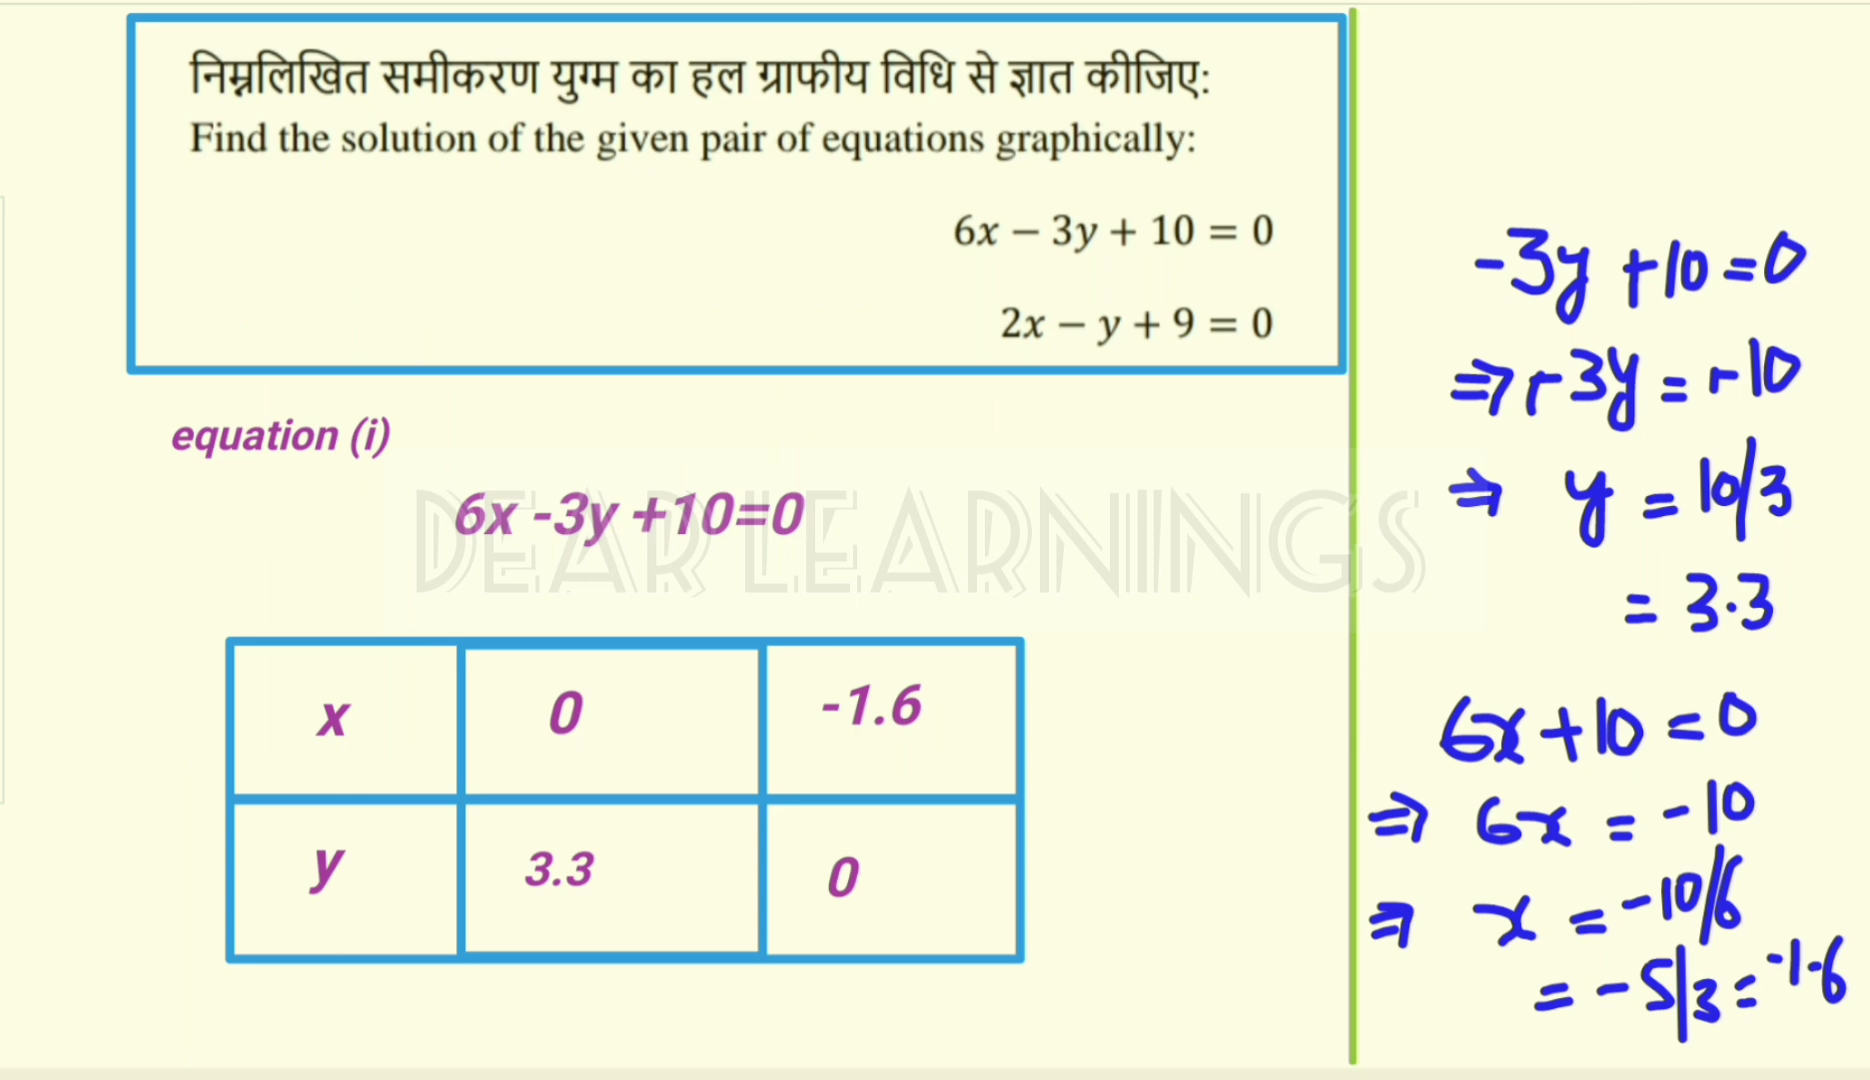 निम्नलिखित समीकरण युग्म का हल ग्राफीय विधि से ज्ञात कीजिए:
Find the solution of the given pair of equations graphically:
6x − 3y + 10 = 0
2x − y + 9 = 0
equation (i)
6x -3y +10=0
DEAR LEARNINGS
x 0 -1.6
y 3.3 0
-3y +10=0
⇒ -3y = -10
⇒ y = 10/3
= 3.3
6x+10=0
⇒ 6x = -10
⇒ x = -10/6
= -5/3 = -1.6